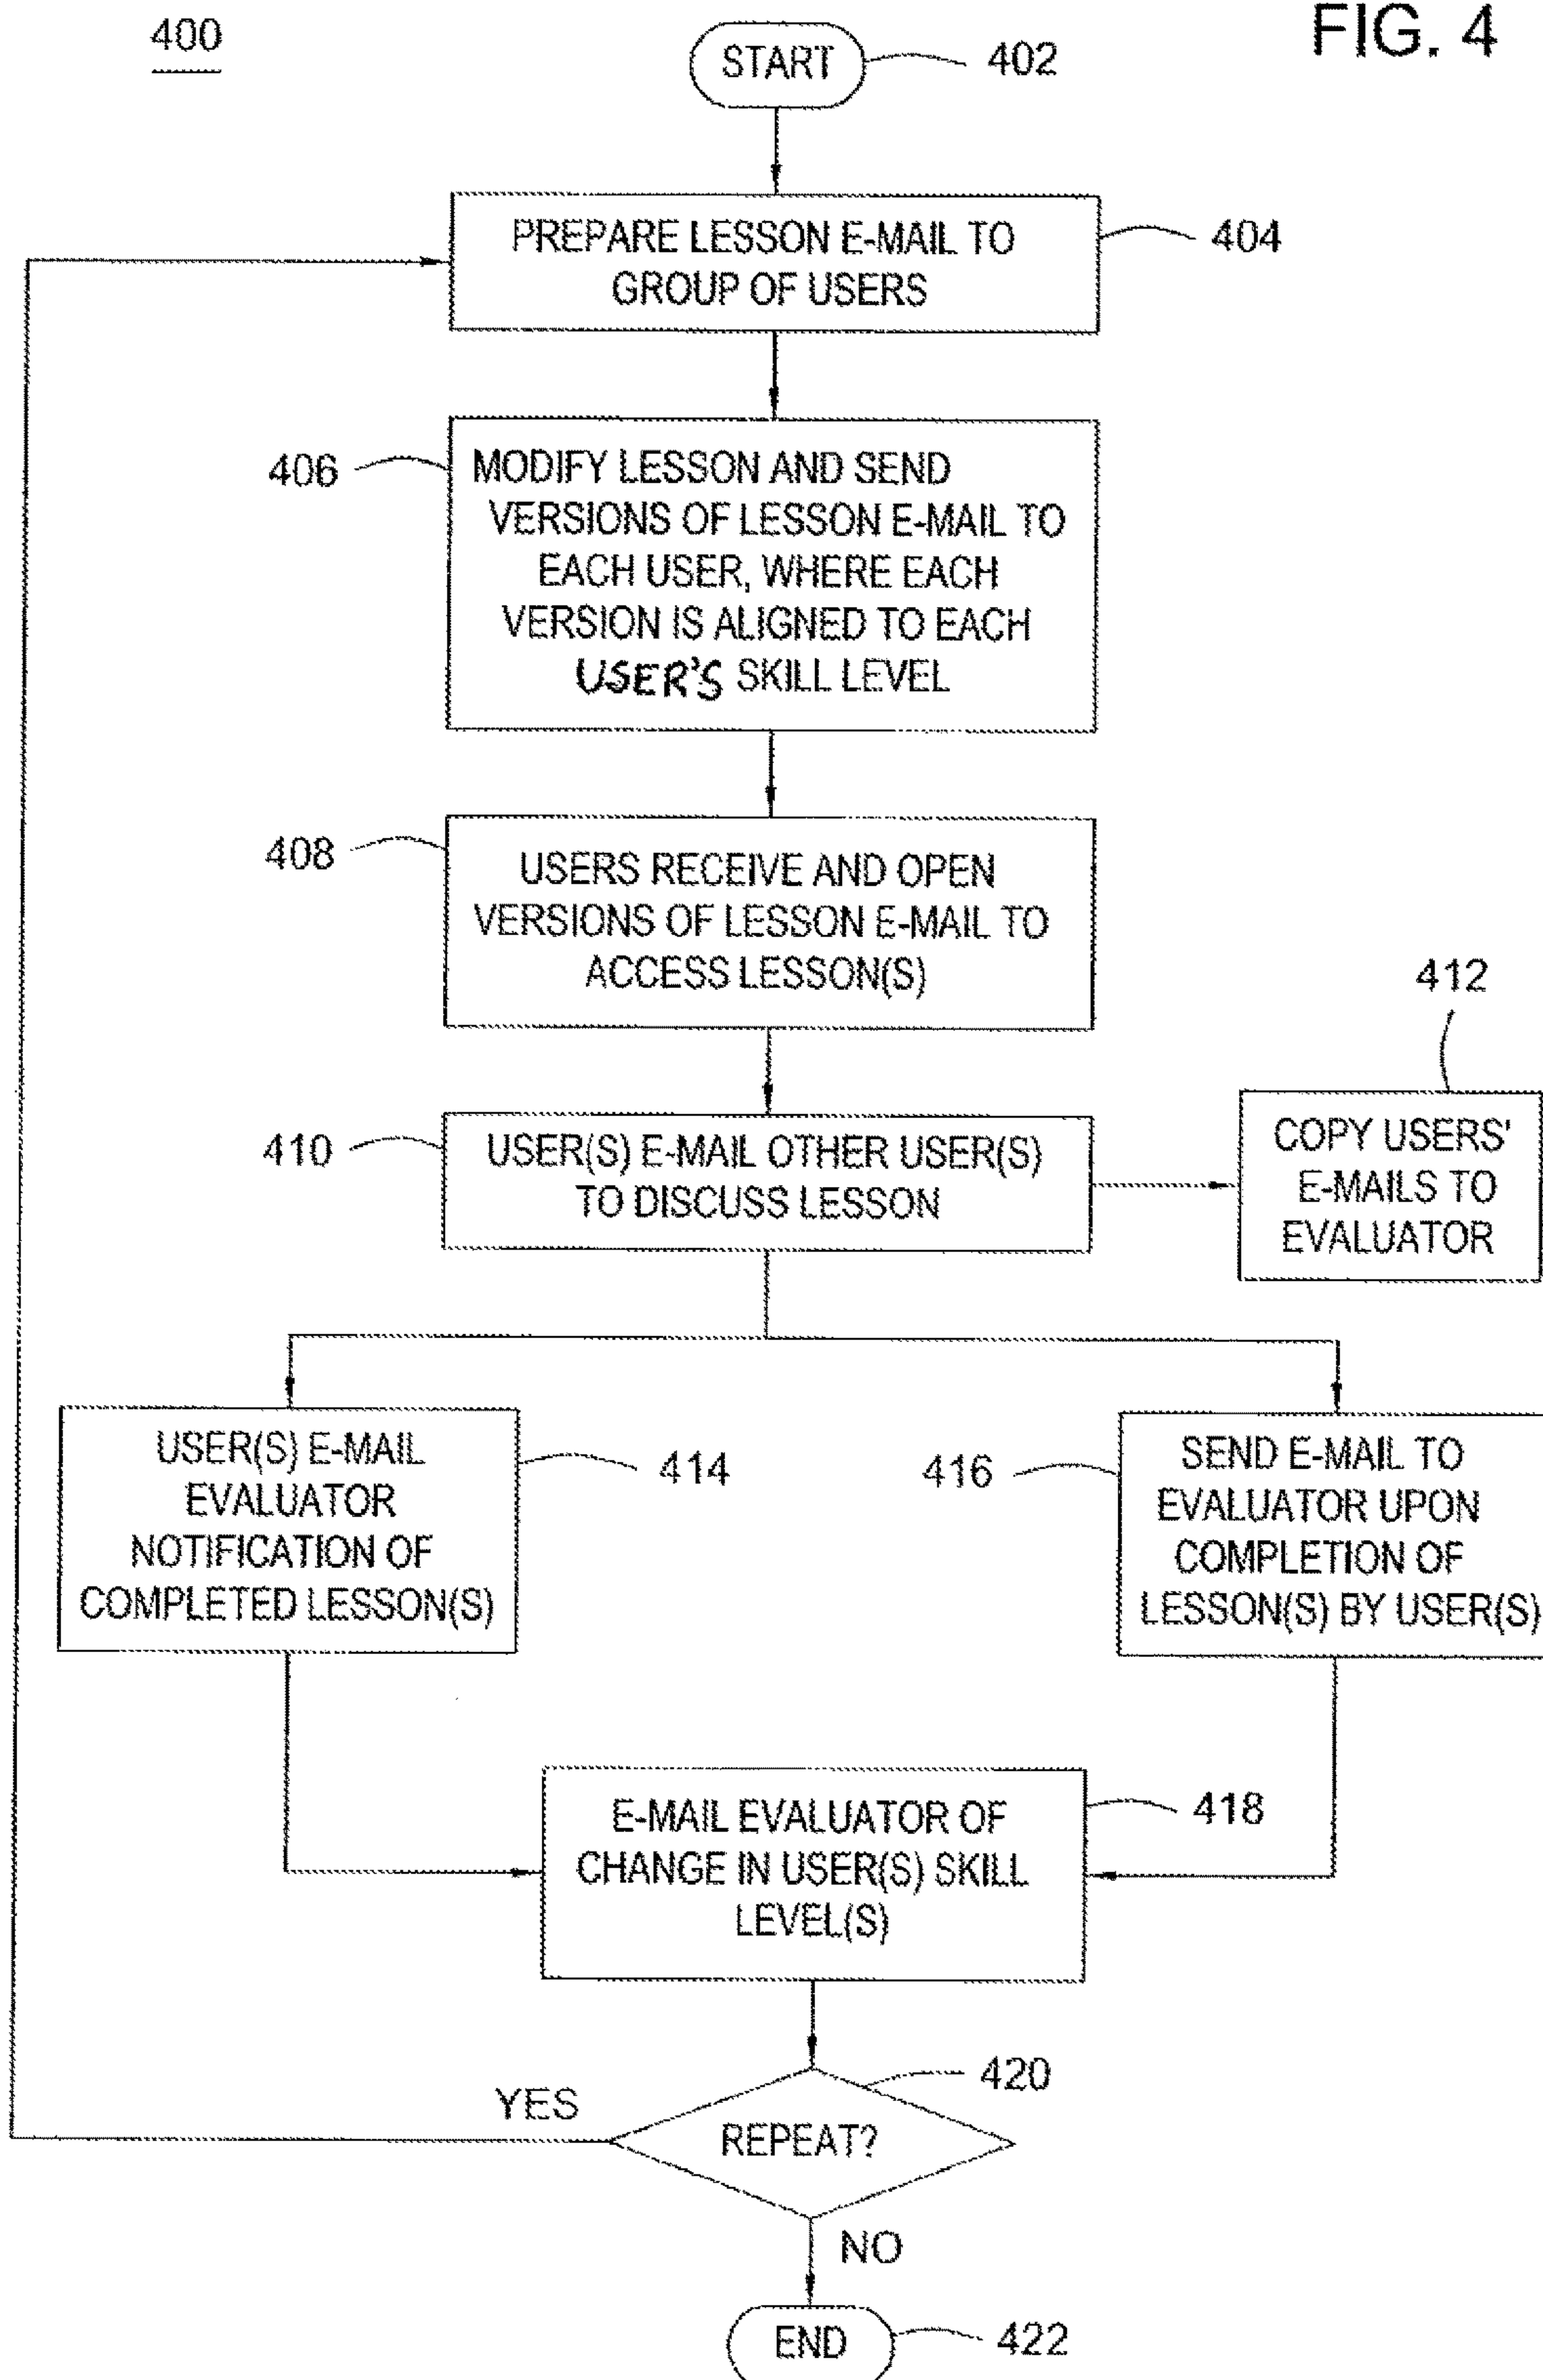 400
FIG. 4
START
402
PREPARE LESSON E-MAIL TO
GROUP OF USERS
404
406
MODIFY LESSON AND SEND
VERSIONS OF LESSON E-MAIL TO
EACH USER, WHERE EACH
VERSION IS ALIGNED TO EACH
USER'S SKILL LEVEL
408
USERS RECEIVE AND OPEN
VERSIONS OF LESSON E-MAIL TO
ACCESS LESSON(S)
412
410
USER(S) E-MAIL OTHER USER(S)
TO DISCUSS LESSON
COPY USERS'
E-MAILS TO
EVALUATOR
USER(S) E-MAIL
EVALUATOR
NOTIFICATION OF
COMPLETED LESSON(S)
414
416
SEND E-MAIL TO
EVALUATOR UPON
COMPLETION OF
LESSON(S) BY USER(S)
E-MAIL EVALUATOR OF
CHANGE IN USER(S) SKILL
LEVEL(S)
418
420
YES
REPEAT?
NO
END
422